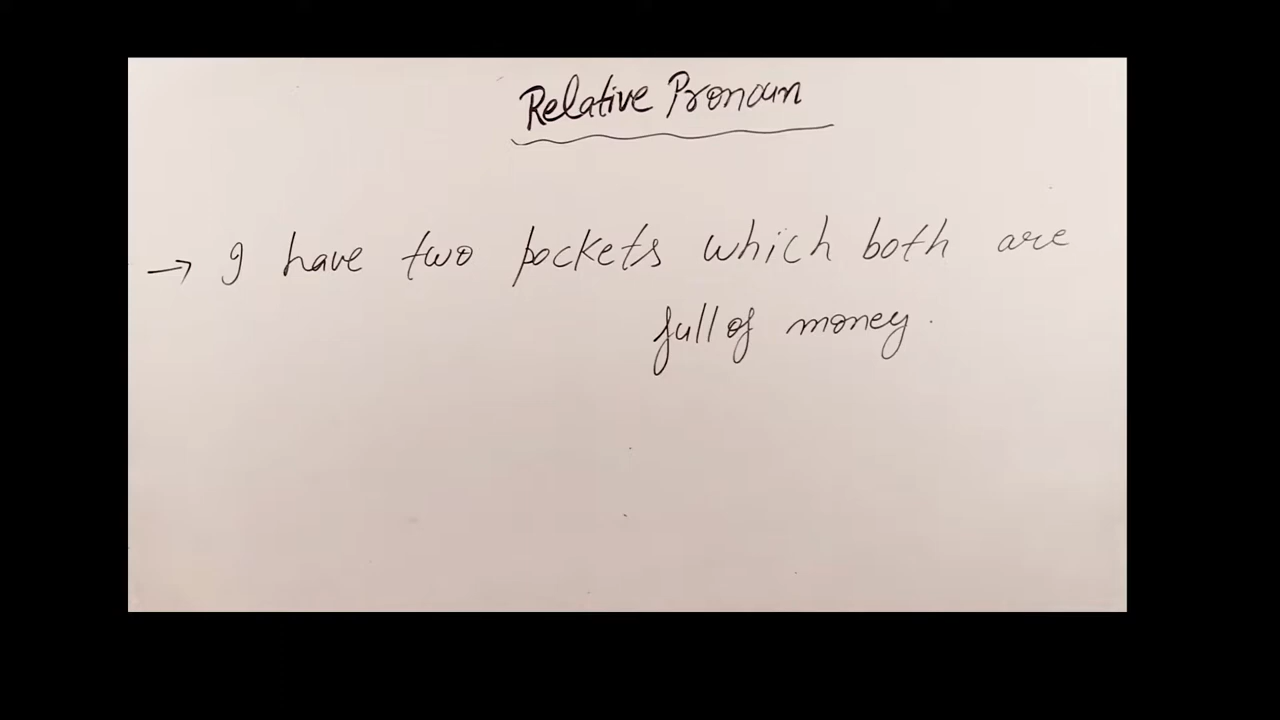 Relative Pronoun
→ I have two pockets which both are
full of money.